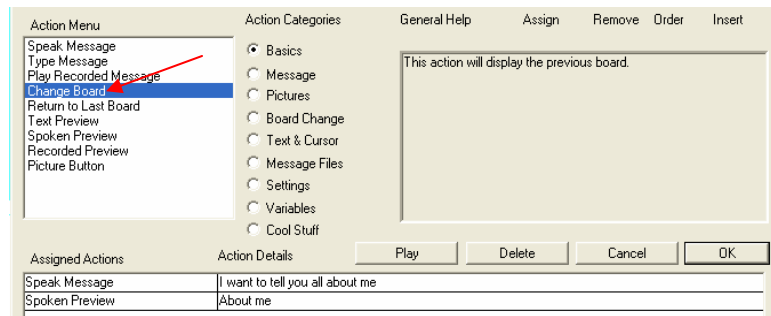 Action Menu
Action Categories
General Help
Assign
Remove
Order
Insert
Speak Message
Type Message
Play Recorded Message
Change Board
Return to Last Board
Text Preview
Spoken Preview
Recorded Preview
Picture Button
Basics
Message
Pictures
Board Change
Text & Cursor
Message Files
Settings
Variables
Cool Stuff
This action will display the previous board.
Play
Delete
Cancel
OK
Assigned Actions
Action Details
Speak Message
I want to tell you all about me
Spoken Preview
About me